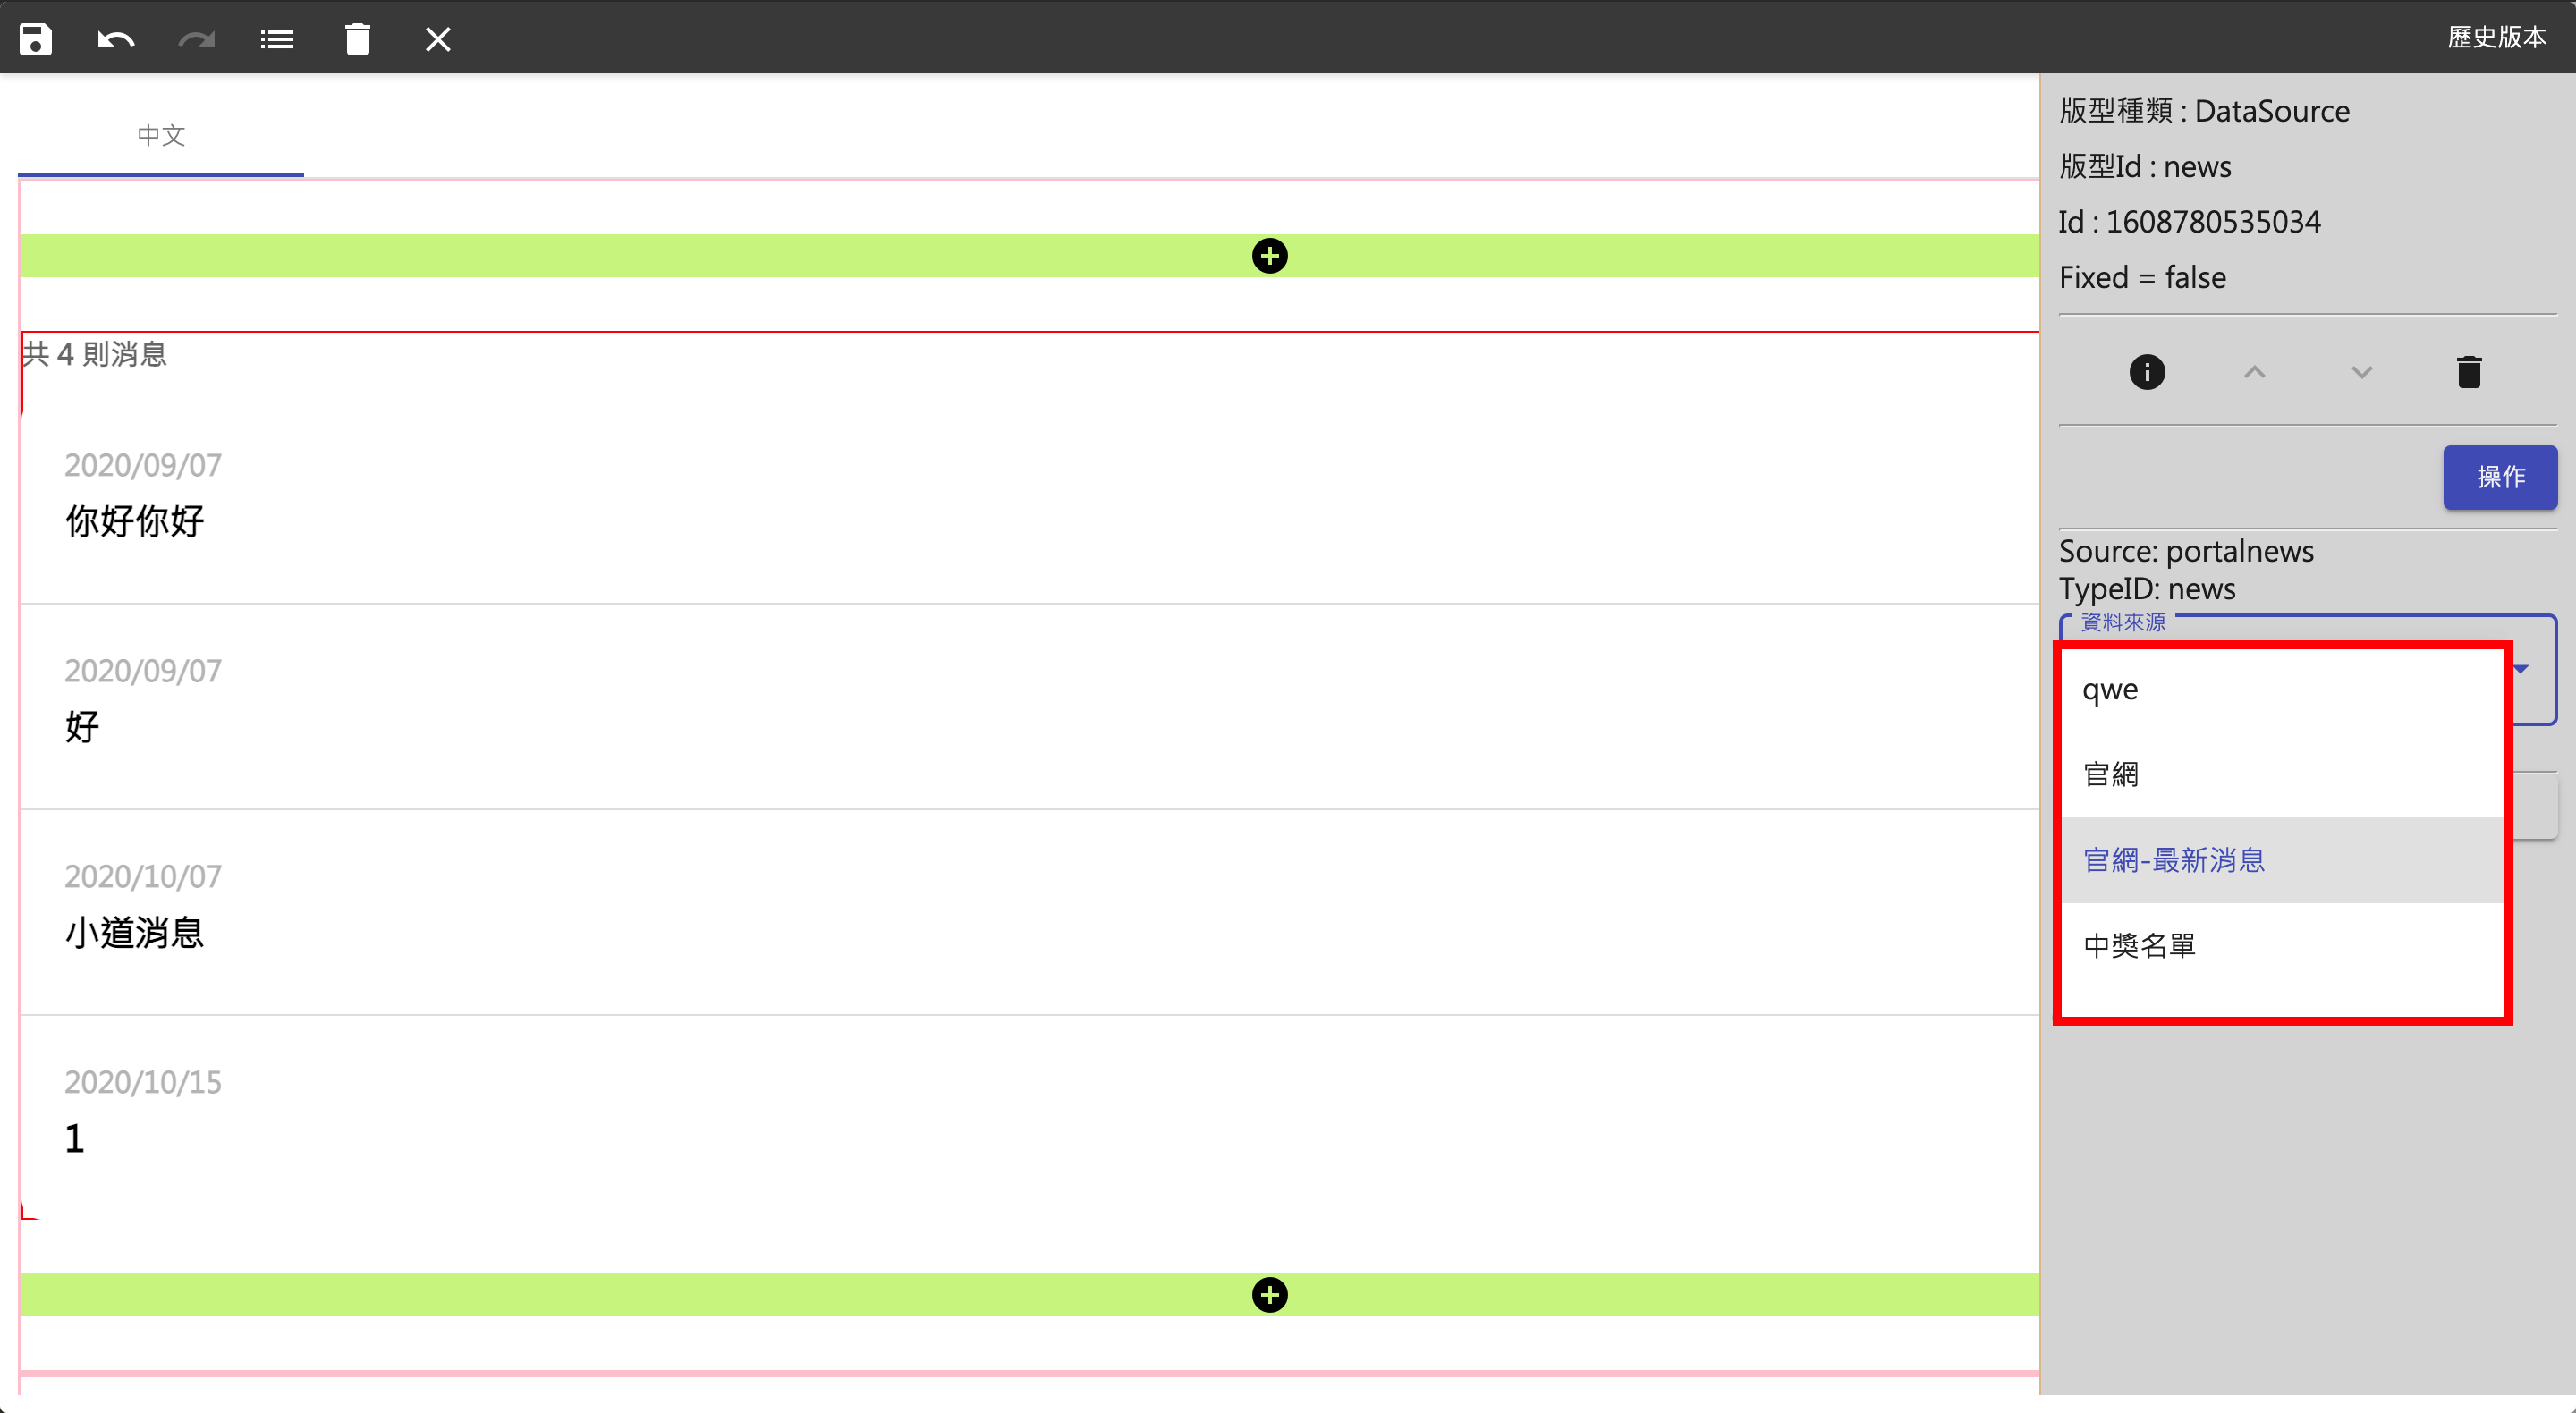 歷史版本
中文
共 4 則消息
2020/09/07
你好你好
2020/09/07
好
2020/10/07
小道消息
2020/10/15
1
版型種類 : DataSource
版型Id : news
Id : 1608780535034
Fixed = false
操作
Source: portalnews
TypeID: news
資料來源
qwe
官網
官網-最新消息
中獎名單